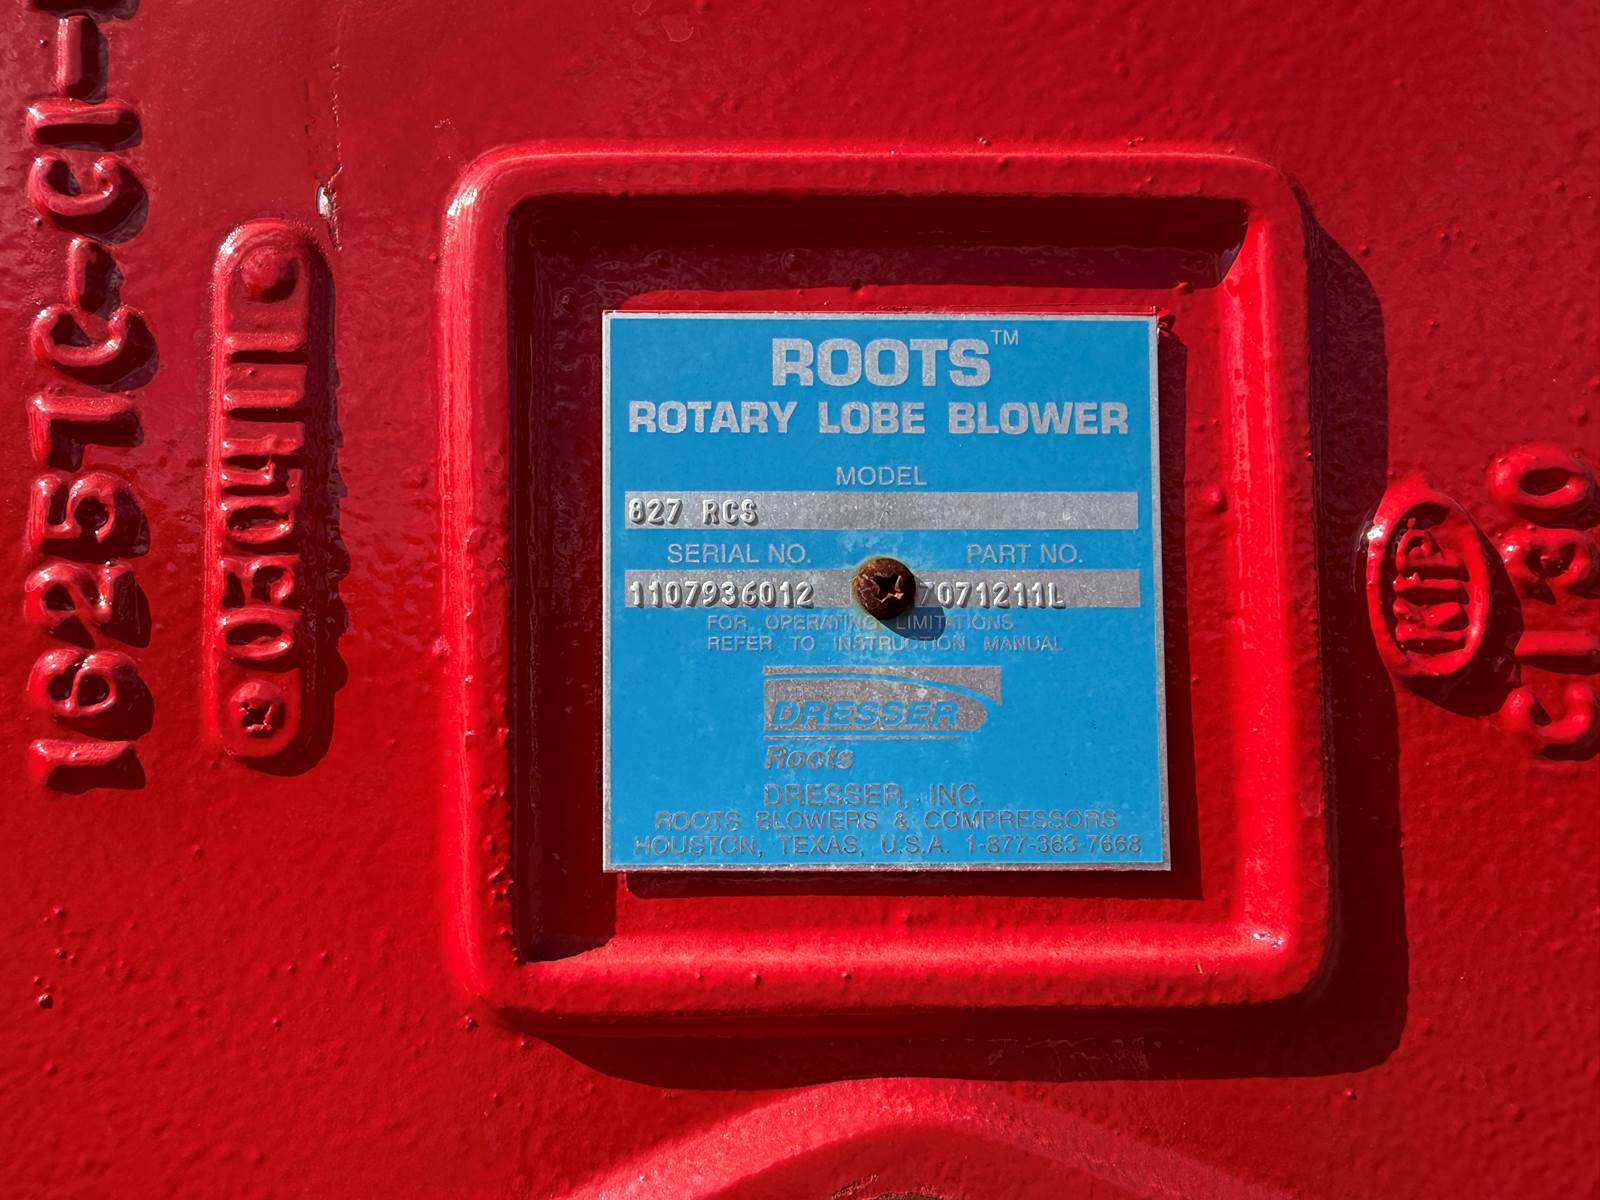 ROOTS™
ROTARY LOBE BLOWER
MODEL
827 RCS
SERIAL NO. PART NO.
1107936012 7071211L
FOR OPERATING LIMITATIONS
REFER TO INSTRUCTION MANUAL
DRESSER
Roots
DRESSER, INC.
ROOTS BLOWERS & COMPRESSORS
HOUSTON, TEXAS, U.S.A. 1-877-363-7668
KIP